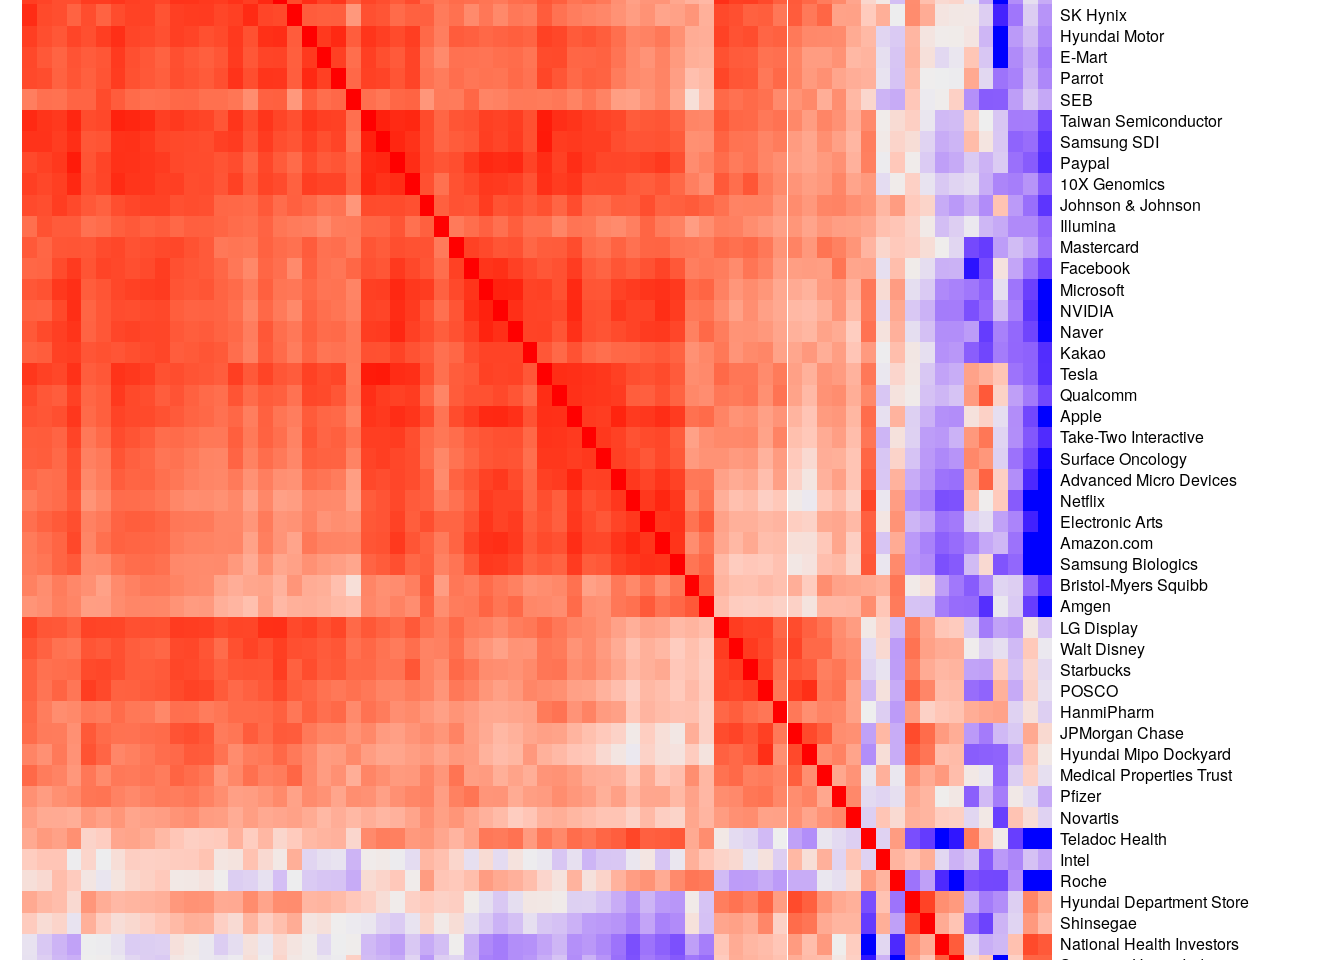 SK Hynix
Hyundai Motor
E-Mart
Parrot
SEB
Taiwan Semiconductor
Samsung SDI
Paypal
10X Genomics
Johnson & Johnson
Illumina
Mastercard
Facebook
Microsoft
NVIDIA
Naver
Kakao
Tesla
Qualcomm
Apple
Take-Two Interactive
Surface Oncology
Advanced Micro Devices
Netflix
Electronic Arts
Amazon.com
Samsung Biologics
Bristol-Myers Squibb
Amgen
LG Display
Walt Disney
Starbucks
POSCO
HanmiPharm
JPMorgan Chase
Hyundai Mipo Dockyard
Medical Properties Trust
Pfizer
Novartis
Teladoc Health
Intel
Roche
Hyundai Department Store
Shinsegae
National Health Investors